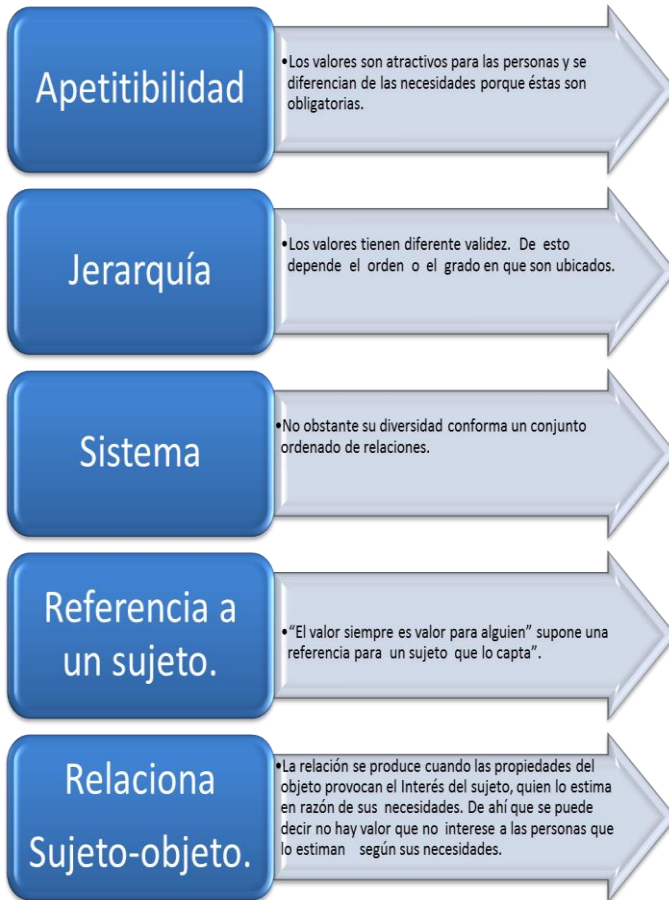 Apetitibilidad
•Los valores son atractivos para las personas y se
diferencian de las necesidades porque éstas son
obligatorias.
Jerarquía
•Los valores tienen diferente validez. De esto
depende el orden o el grado en que son ubicados.
Sistema
•No obstante su diversidad conforma un conjunto
ordenado de relaciones.
Referencia a
un sujeto.
•“El valor siempre es valor para alguien” supone una
referencia para un sujeto que lo capta”.
Relaciona
Sujeto-objeto.
•La relación se produce cuando las propiedades del
objeto provocan el Interés del sujeto, quien lo estima
en razón de sus necesidades. De ahí que se puede
decir no hay valor que no interese a las personas que
lo estiman según sus necesidades.